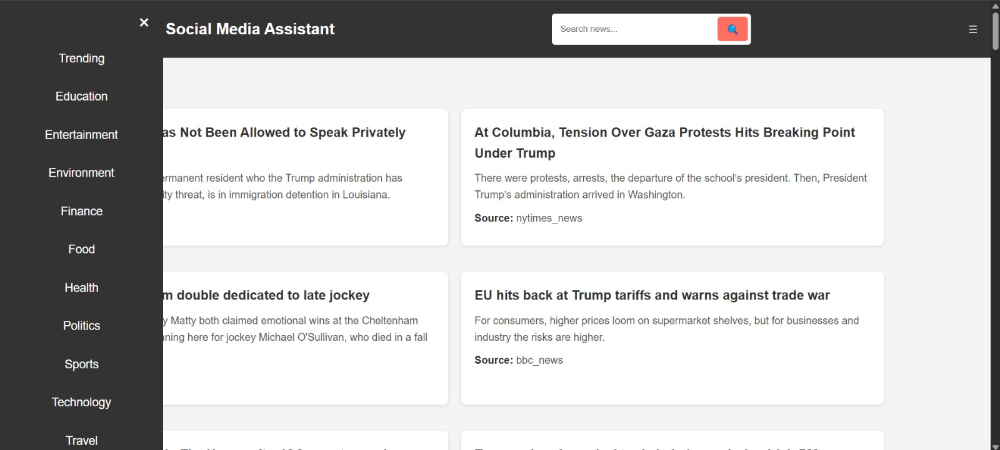 ✕
Social Media Assistant
Search news...
☰
Trending
Education
Entertainment
Environment
Finance
Food
Health
Politics
Sports
Technology
Travel
as Not Been Allowed to Speak Privately
ermanent resident who the Trump administration has
ity threat, is in immigration detention in Louisiana.
At Columbia, Tension Over Gaza Protests Hits Breaking Point
Under Trump
There were protests, arrests, the departure of the school’s president. Then, President
Trump’s administration arrived in Washington.
Source: nytimes_news
m double dedicated to late jockey
y Matty both claimed emotional wins at the Cheltenham
nning here for jockey Michael O'Sullivan, who died in a fall
EU hits back at Trump tariffs and warns against trade war
For consumers, higher prices loom on supermarket shelves, but for businesses and
industry the risks are higher.
Source: bbc_news